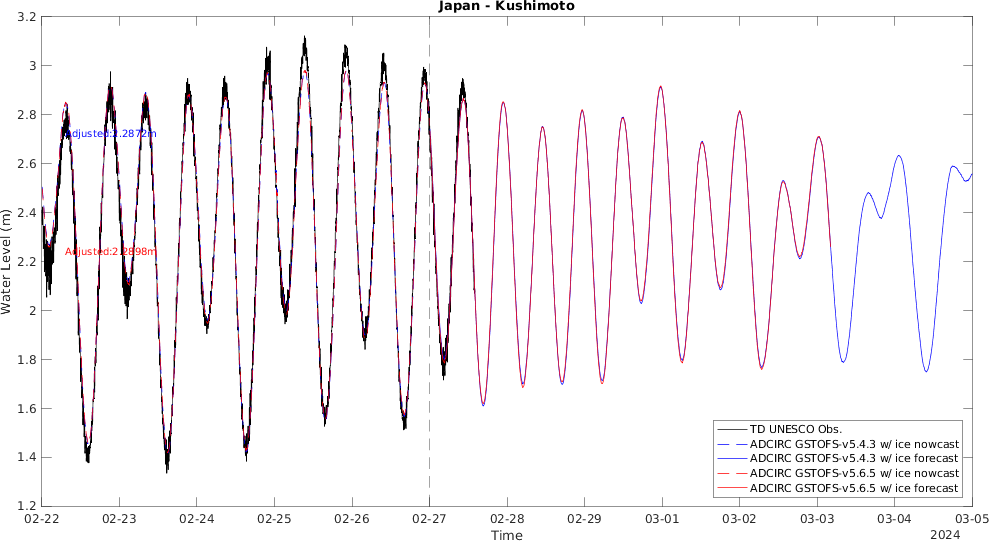 Japan - Kushimoto
3.2
3
2.8
2.6
2.4
2.2
2
1.8
1.6
1.4
1.2
Water Level (m)
Adjusted:2.2872m
Adjusted:2.2898m
TD UNESCO Obs.
ADCIRC GSTOFS-v5.4.3 w/ ice nowcast
ADCIRC GSTOFS-v5.4.3 w/ ice forecast
ADCIRC GSTOFS-v5.6.5 w/ ice nowcast
ADCIRC GSTOFS-v5.6.5 w/ ice forecast
02-22 02-23 02-24 02-25 02-26 02-27 02-28 02-29 03-01 03-02 03-03 03-04 03-05
Time
2024